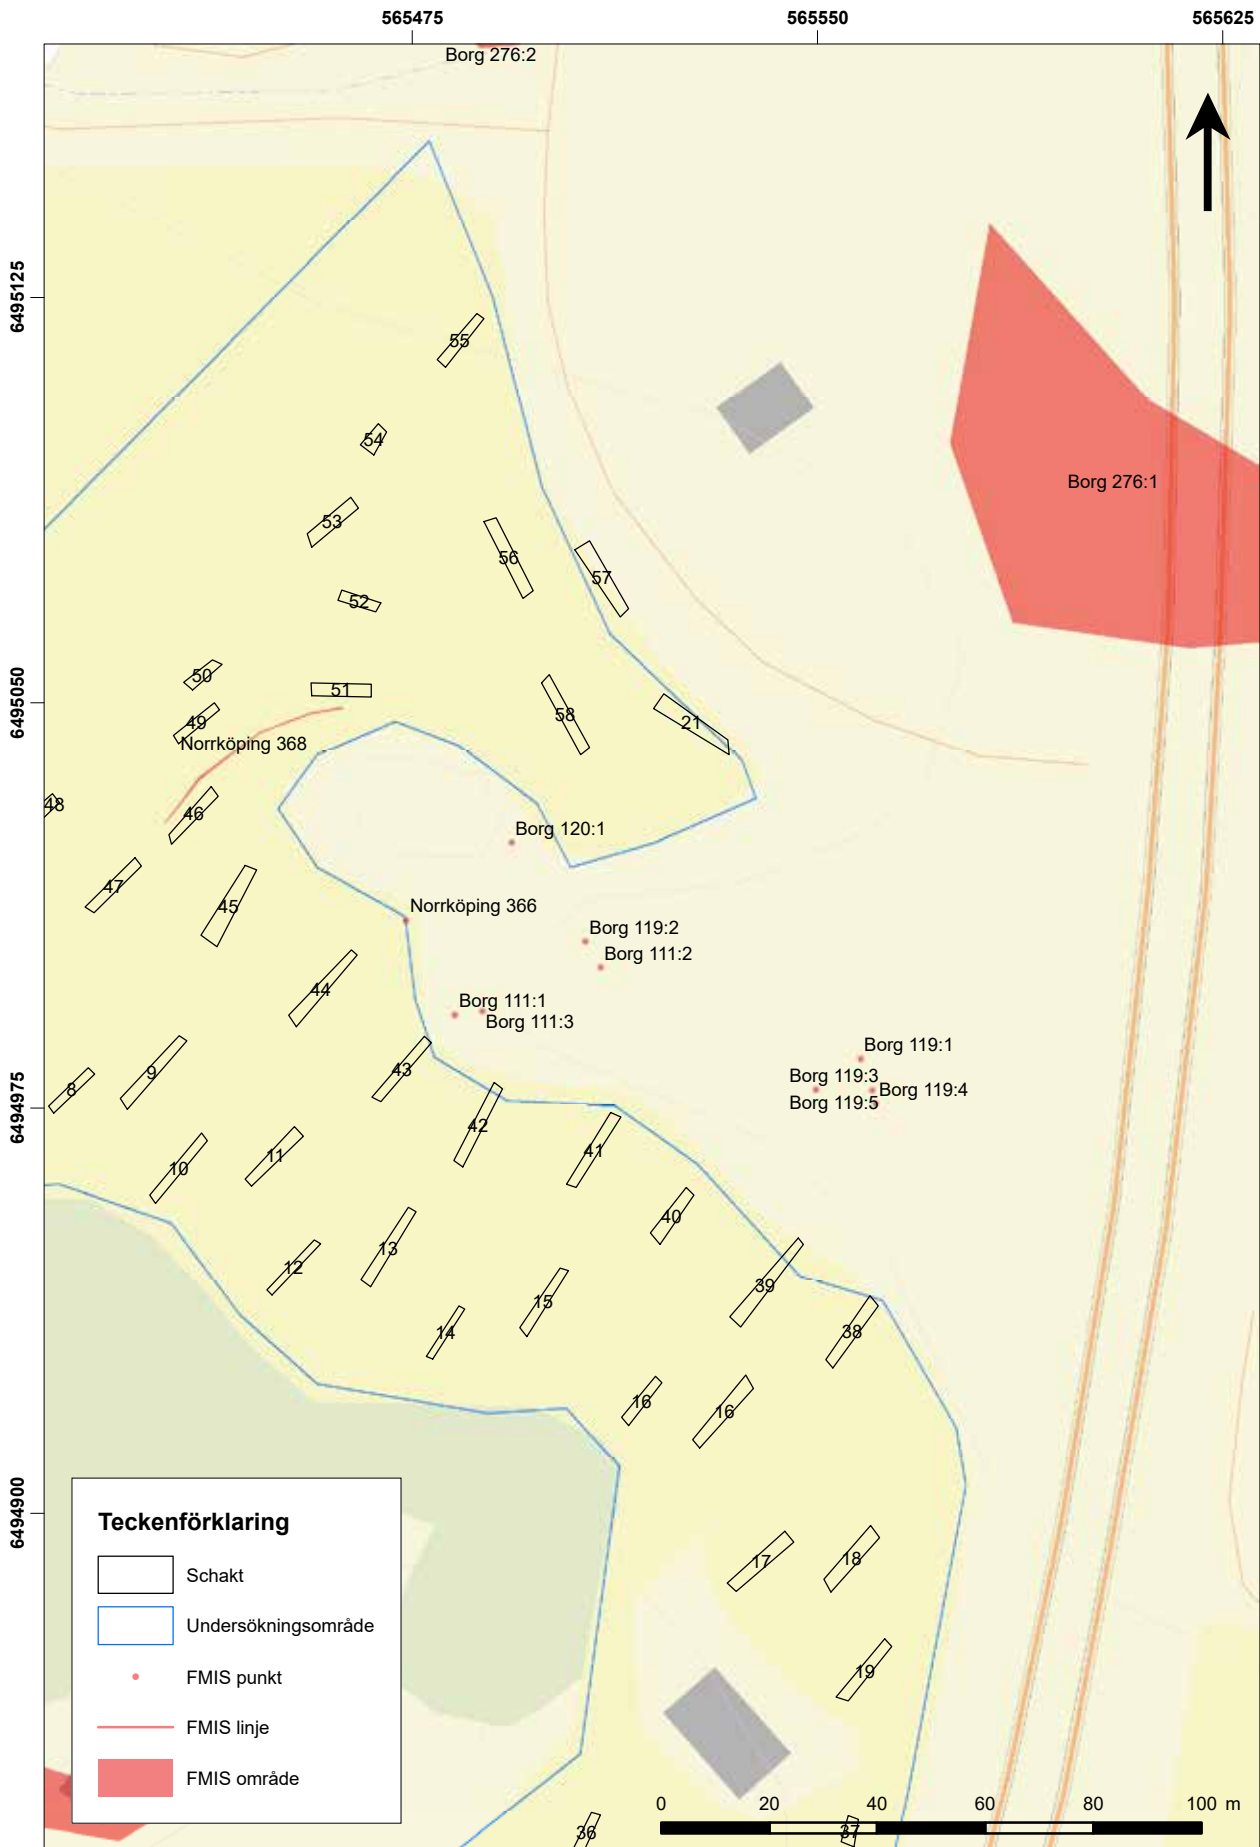 565475
565550
565625
Borg 276:2
6495125
55
54
Borg 276:1
53
56
57
52
50
51
6495050
49
58
21
Norrköping 368
48
46
Borg 120:1
47
45
Norrköping 366
Borg 119:2
Borg 111:2
44
Borg 111:1
Borg 111:3
Borg 119:1
9
43
Borg 119:3
8
Borg 119:4
Borg 119:5
6494975
42
11
41
10
40
13
12
39
15
38
14
16
16
6494900
Teckenförklaring
17
18
Schakt
Undersökningsområde
19
FMIS punkt
FMIS linje
FMIS område
0 20 40 60 80 100 m
36
37